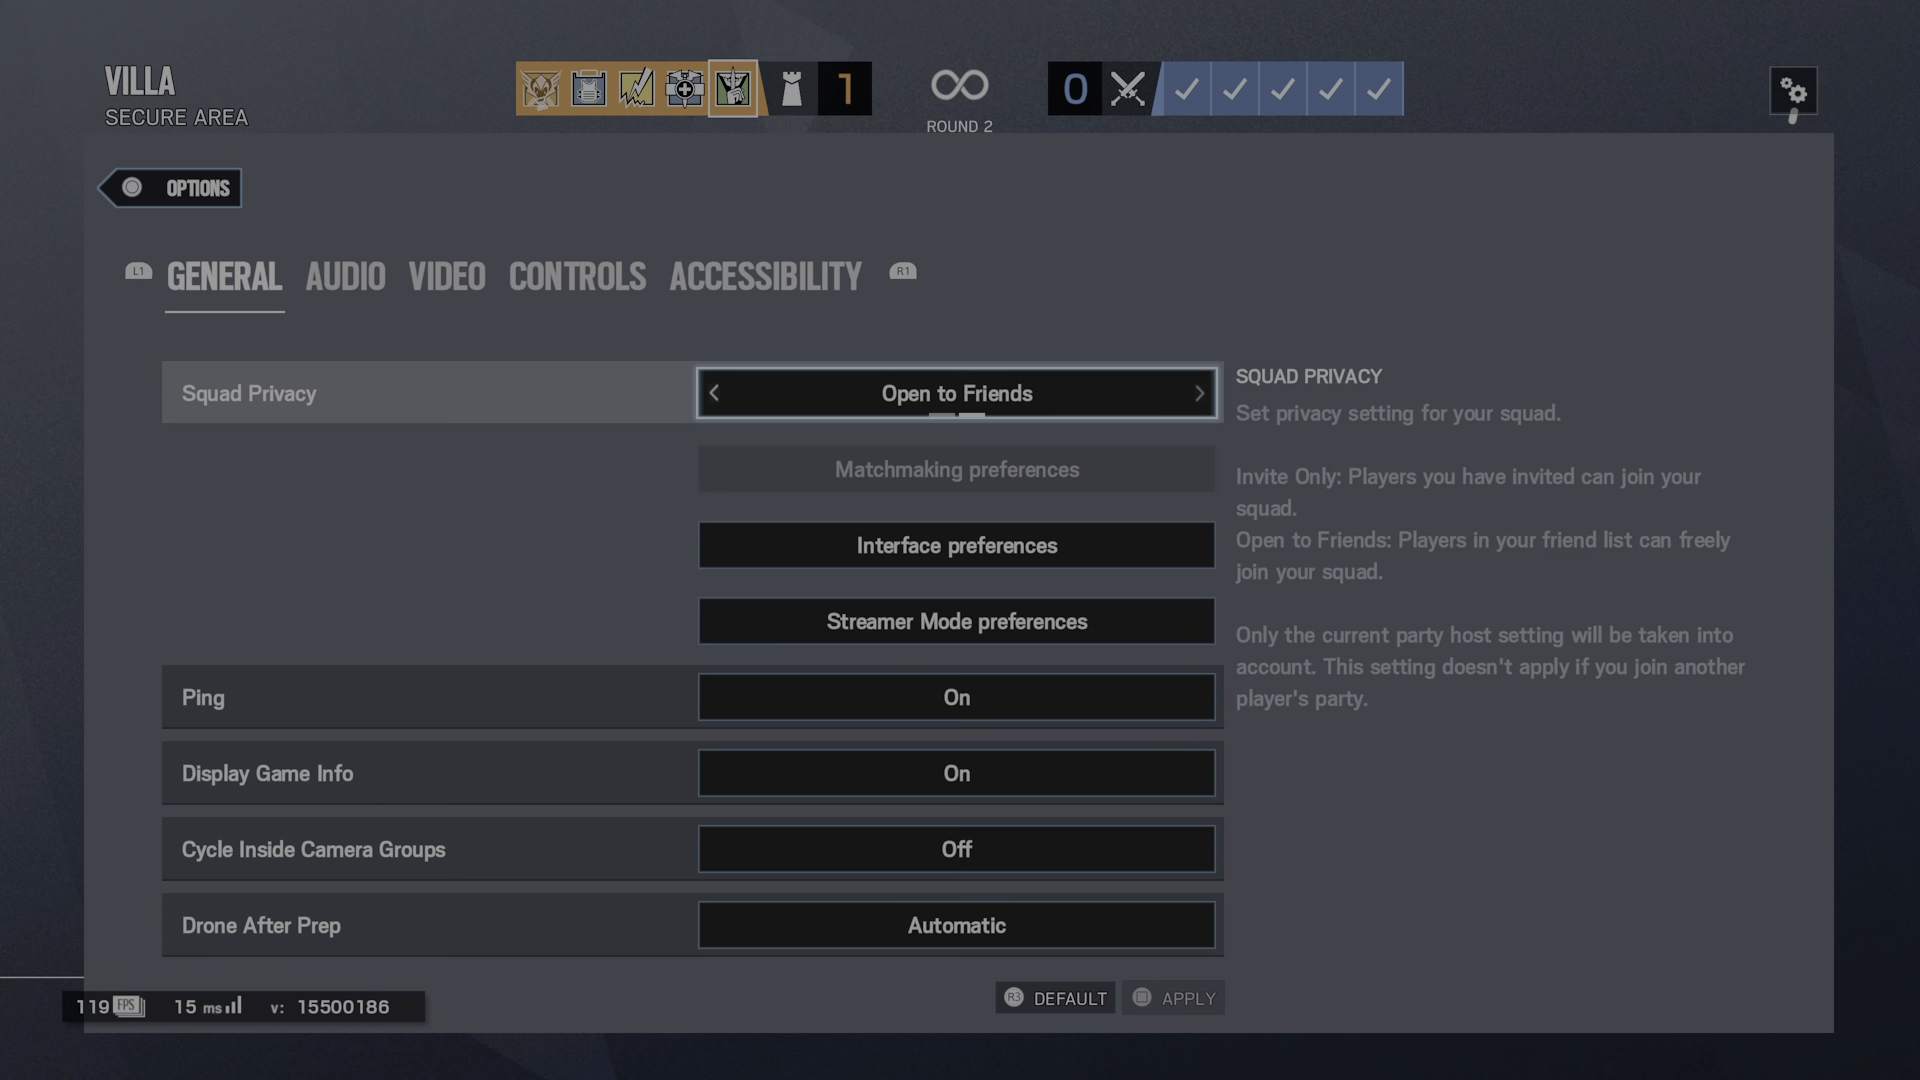 VILLA
SECURE AREA
1
ROUND 2
0
OPTIONS
L1 GENERAL AUDIO VIDEO CONTROLS ACCESSIBILITY R1
Squad Privacy
Open to Friends
Matchmaking preferences
Interface preferences
Streamer Mode preferences
Ping
On
Display Game Info
On
Cycle Inside Camera Groups
Off
Drone After Prep
Automatic
SQUAD PRIVACY
Set privacy setting for your squad.
Invite Only: Players you have invited can join your
squad.
Open to Friends: Players in your friend list can freely
join your squad.
Only the current party host setting will be taken into
account. This setting doesn't apply if you join another
player's party.
R3 DEFAULT
APPLY
119 FPS 15 ms v: 15500186